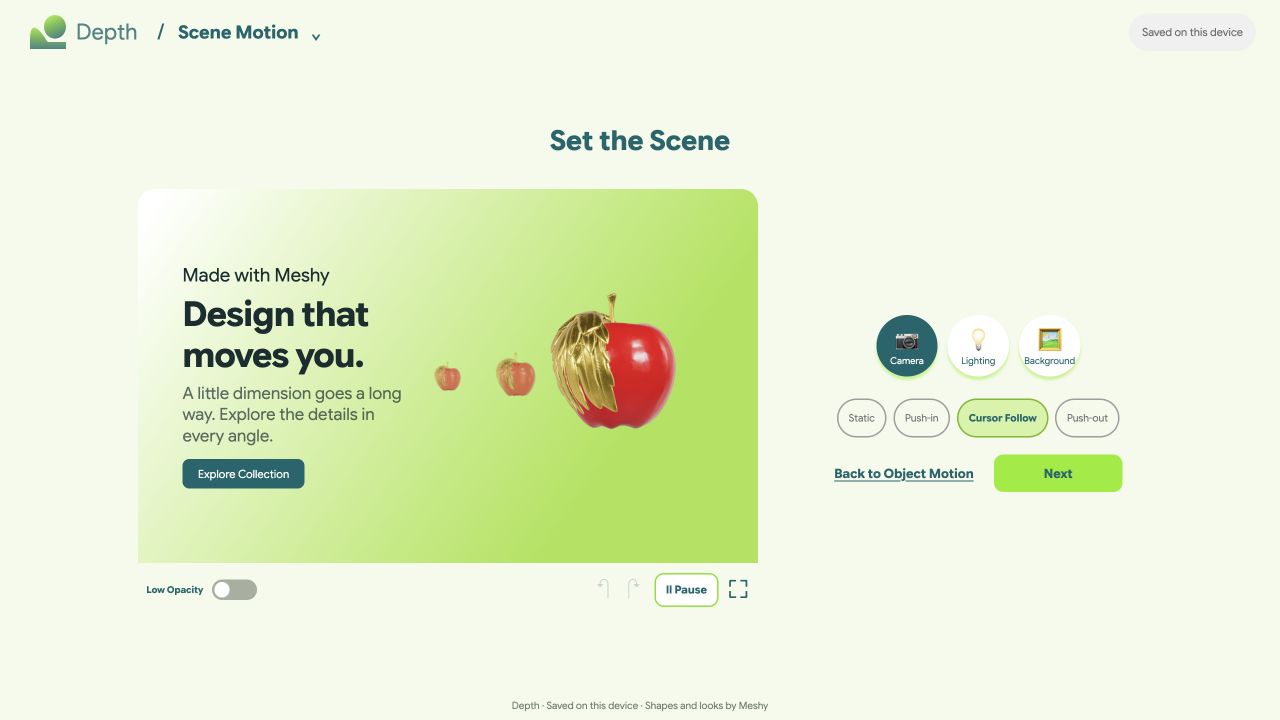 Depth / Scene Motion
Saved on this device
Set the Scene
Made with Meshy
Design that
moves you.
A little dimension goes a long
way. Explore the details in
every angle.
Explore Collection
Camera
Lighting
Background
Static
Push-in
Cursor Follow
Push-out
Back to Object Motion
Next
Low Opacity
II Pause
Depth · Saved on this device · Shapes and looks by Meshy